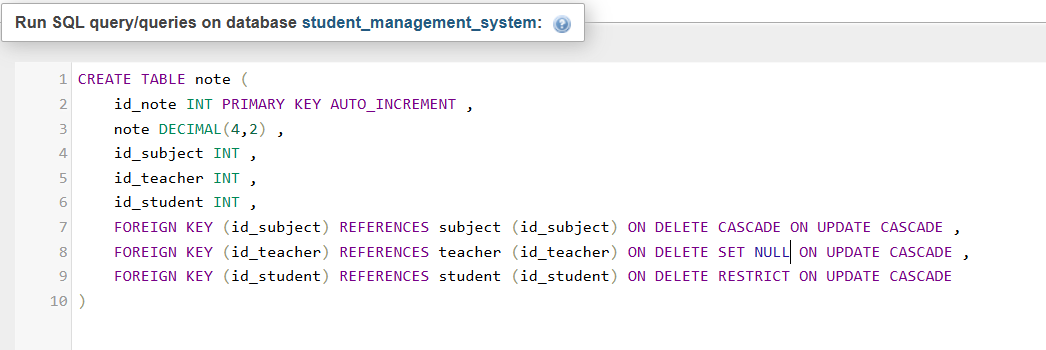 Run SQL query/queries on database student_management_system:
1 CREATE TABLE note (
2 id_note INT PRIMARY KEY AUTO_INCREMENT ,
3 note DECIMAL(4,2) ,
4 id_subject INT ,
5 id_teacher INT ,
6 id_student INT ,
7 FOREIGN KEY (id_subject) REFERENCES subject (id_subject) ON DELETE CASCADE ON UPDATE CASCADE ,
8 FOREIGN KEY (id_teacher) REFERENCES teacher (id_teacher) ON DELETE SET NULL ON UPDATE CASCADE ,
9 FOREIGN KEY (id_student) REFERENCES student (id_student) ON DELETE RESTRICT ON UPDATE CASCADE
10 )